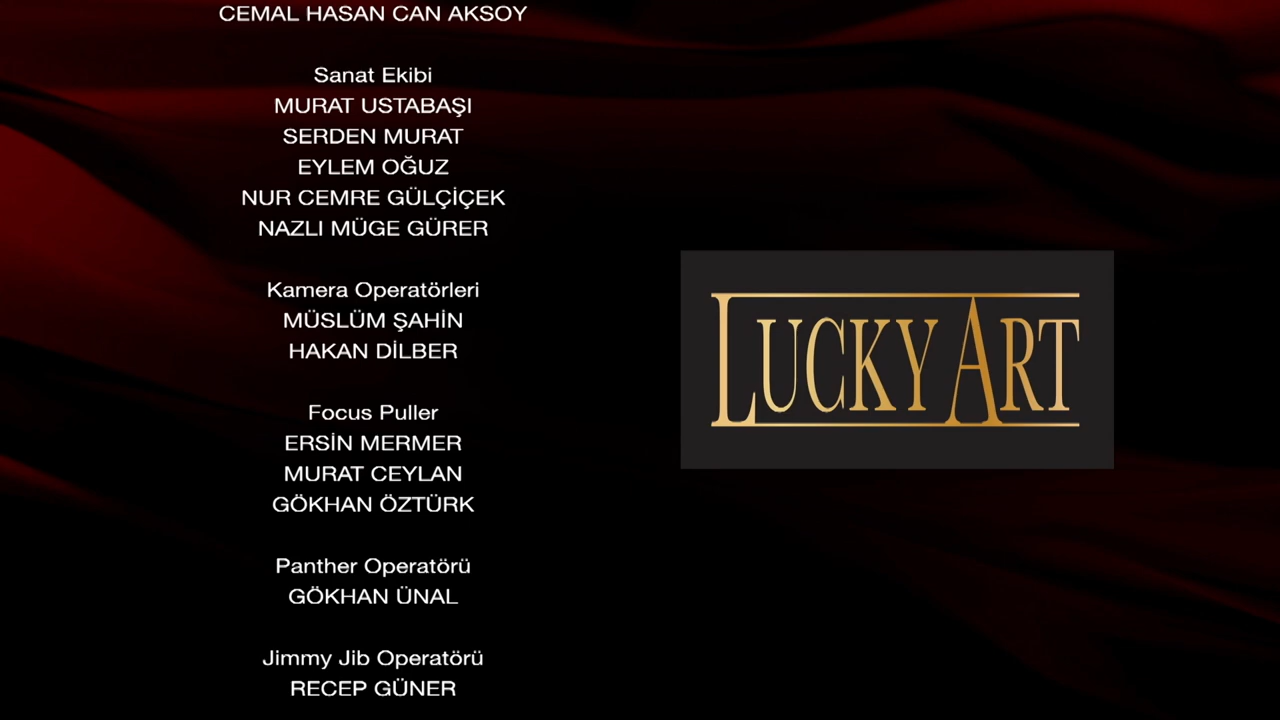 CEMAL HASAN CAN AKSOY
Sanat Ekibi
MURAT USTABAŞI
SERDEN MURAT
EYLEM OĞUZ
NUR CEMRE GÜLÇİÇEK
NAZLI MÜGE GÜRER
Kamera Operatörleri
MÜSLÜM ŞAHİN
HAKAN DİLBER
Focus Puller
ERSİN MERMER
MURAT CEYLAN
GÖKHAN ÖZTÜRK
Panther Operatörü
GÖKHAN ÜNAL
Jimmy Jib Operatörü
RECEP GÜNER
LUCKY ART